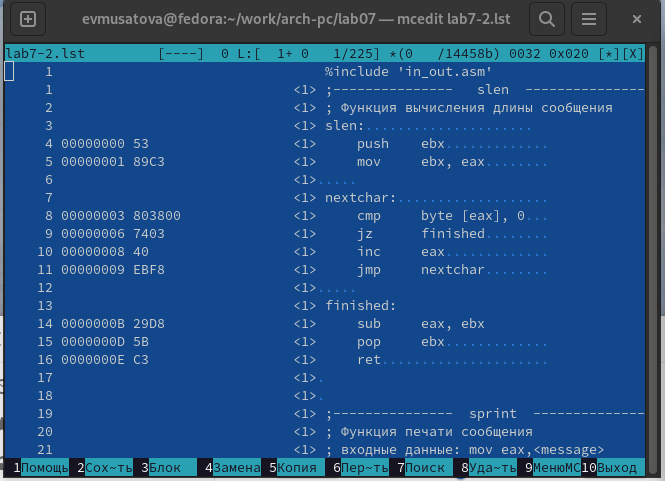 evmusatova@fedora:~/work/arch-pc/lab07 — mcedit lab7-2.lst
lab7-2.lst [----] 0 L:[ 1+ 0 1/225] *(0 /14458b) 0032 0x020 [*][X]
1 %include 'in_out.asm'
1 <1> ;--------------- slen ---------------
2 <1> ; Функция вычисления длины сообщения
3 <1> slen:.....................
4 00000000 53 <1> push ebx.............
5 00000001 89C3 <1> mov ebx, eax........
6 <1>.....
7 <1> nextchar:...................
8 00000003 803800 <1> cmp byte [eax], 0...
9 00000006 7403 <1> jz finished........
10 00000008 40 <1> inc eax.............
11 00000009 EBF8 <1> jmp nextchar........
12 <1>.....
13 <1> finished:
14 0000000B 29D8 <1> sub eax, ebx
15 0000000D 5B <1> pop ebx.............
16 0000000E C3 <1> ret.....................
17 <1>.
18 <1>.
19 <1> ;--------------- sprint --------------
20 <1> ; Функция печати сообщения
21 <1> ; входные данные: mov eax,<message>
1Помощь 2Сох~ть 3Блок 4Замена 5Копия 6Пер~ть 7Поиск 8Уда~ть 9МенюMC 10Выход